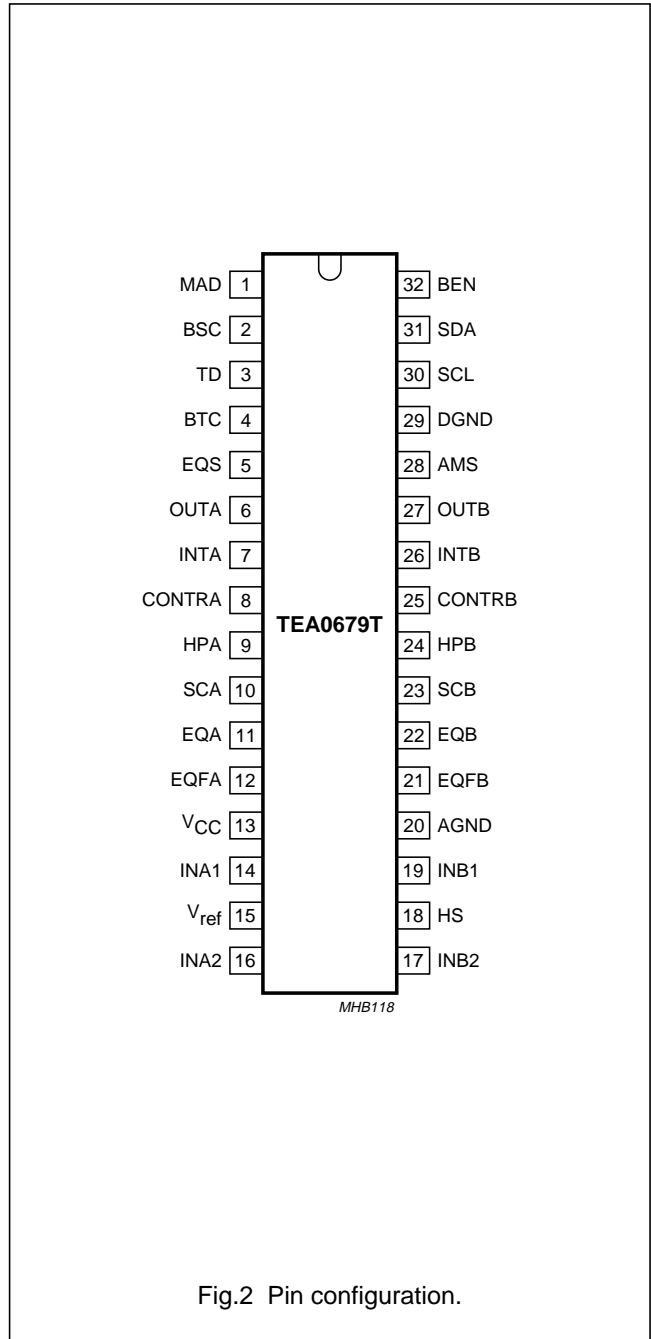 MAD 1 32 BEN
BSC 2 31 SDA
TD 3 30 SCL
BTC 4 29 DGND
EQS 5 28 AMS
OUTA 6 27 OUTB
INTA 7 26 INTB
CONTRA 8 25 CONTRB
TEA0679T
HPA 9 24 HPB
SCA 10 23 SCB
EQA 11 22 EQB
EQFA 12 21 EQFB
VCC 13 20 AGND
INA1 14 19 INB1
Vref 15 18 HS
INA2 16 17 INB2
MHB118
Fig.2 Pin configuration.